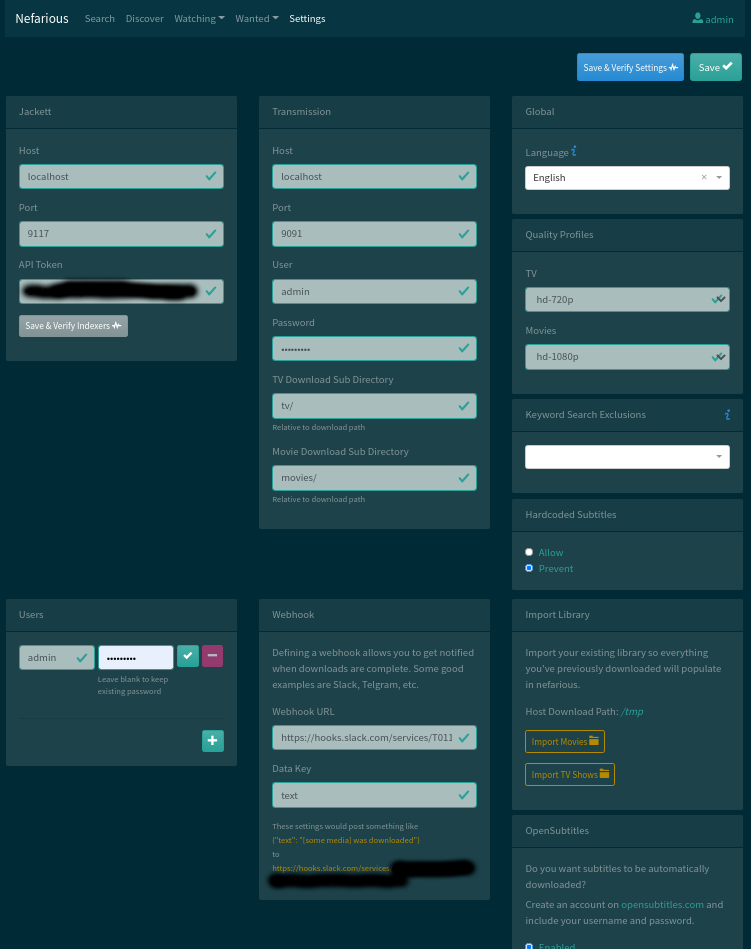 Nefarious Search Discover Watching Wanted Settings admin
Save & Verify Settings Save
Jackett
Host
localhost
Port
9117
API Token
Save & Verify Indexers
Transmission
Host
localhost
Port
9091
User
admin
Password
•••••••••
TV Download Sub Directory
tv/
Relative to download path
Movie Download Sub Directory
movies/
Relative to download path
Global
Language
English
Quality Profiles
TV
hd-720p
Movies
hd-1080p
Keyword Search Exclusions
Hardcoded Subtitles
Allow
Prevent
Users
admin •••••••••
Leave blank to keep
existing password
Webhook
Defining a webhook allows you to get notified
when downloads are complete. Some good
examples are Slack, Telgram, etc.
Webhook URL
https://hooks.slack.com/services/T011
Data Key
text
These settings would post something like
{"text": "[some media] was downloaded"}
to
https://hooks.slack.com/services
Import Library
Import your existing library so everything
you've previously downloaded will populate
in nefarious.
Host Download Path: /tmp
Import Movies
Import TV Shows
OpenSubtitles
Do you want subtitles to be automatically
downloaded?
Create an account on opensubtitles.com and
include your username and password.
Enabled